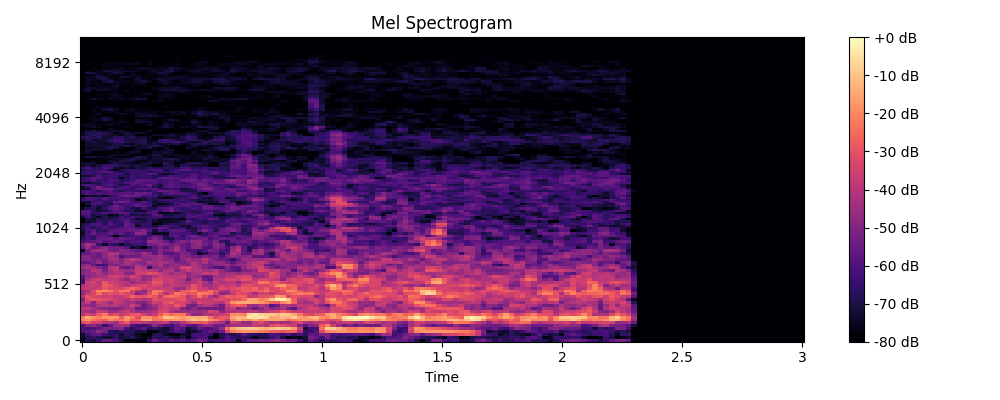 Mel Spectrogram
Hz
8192
4096
2048
1024
512
0
0 0.5 1 1.5 2 2.5 3
Time
+0 dB
-10 dB
-20 dB
-30 dB
-40 dB
-50 dB
-60 dB
-70 dB
-80 dB